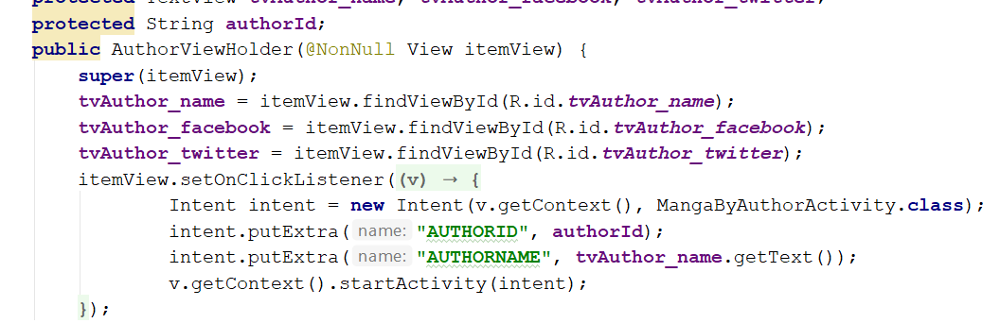 protected TextView tvAuthor_name, tvAuthor_facebook, tvAuthor_twitter;
protected String authorId;
public AuthorViewHolder(@NonNull View itemView) {
super(itemView);
tvAuthor_name = itemView.findViewById(R.id.tvAuthor_name);
tvAuthor_facebook = itemView.findViewById(R.id.tvAuthor_facebook);
tvAuthor_twitter = itemView.findViewById(R.id.tvAuthor_twitter);
itemView.setOnClickListener((v) → {
Intent intent = new Intent(v.getContext(), MangaByAuthorActivity.class);
intent.putExtra( name: "AUTHORID", authorId);
intent.putExtra( name: "AUTHORNAME", tvAuthor_name.getText());
v.getContext().startActivity(intent);
});